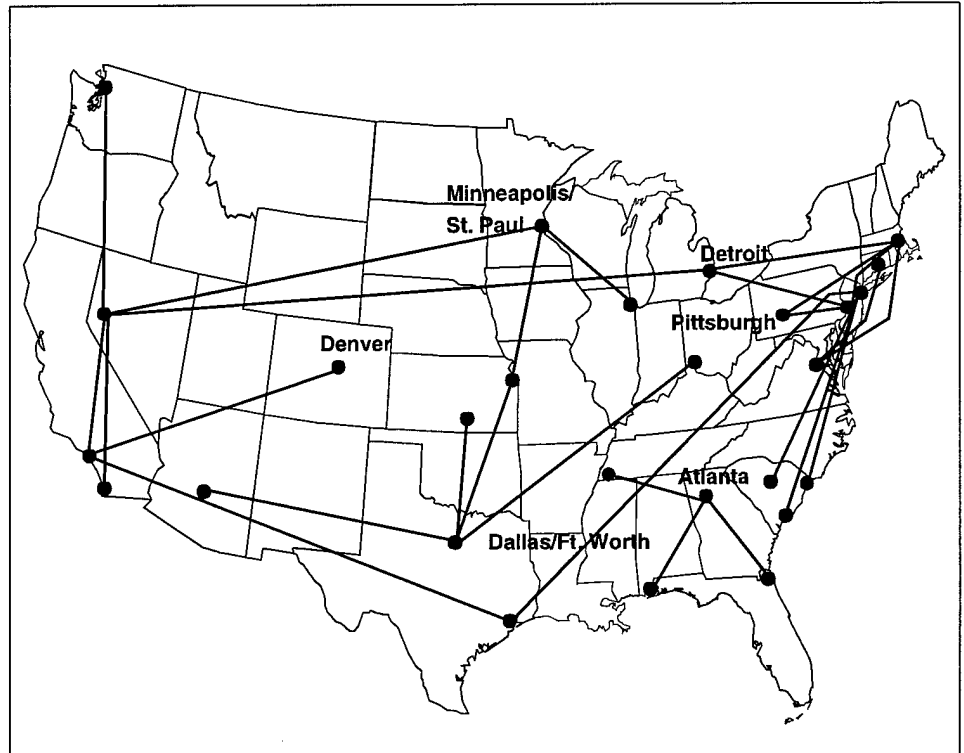 Minneapolis/
St. Paul
Detroit
Pittsburgh
Denver
Atlanta
Dallas/Ft. Worth